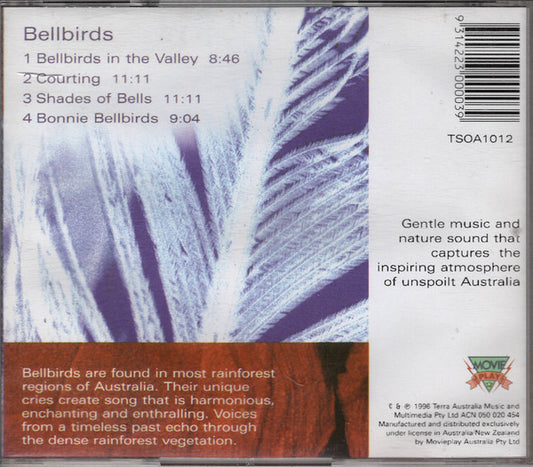 Bellbirds
1 Bellbirds in the Valley 8:46
2 Courting 11:11
3 Shades of Bells 11:11
4 Bonnie Bellbirds 9:04
9 314223 000039
TSOA1012
Gentle music and
nature sound that
captures the
inspiring atmosphere
of unspoilt Australia
Bellbirds are found in most rainforest
regions of Australia. Their unique
cries create song that is harmonious,
enchanting and enthralling. Voices
from a timeless past echo through
the dense rainforest vegetation.
MOVIE
PLAY
© & ℗ 1996 Terra Australia Music and
Multimedia Pty Ltd ACN 050 020 454
Manufactured and distributed exclusively
under license in Australia/New Zealand
by Movieplay Australia Pty Ltd